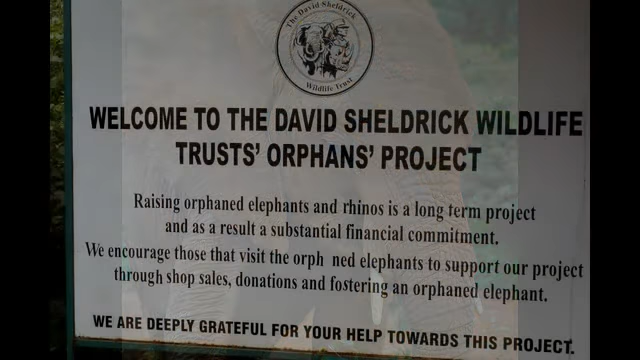 The David Sheldrick
Wildlife Trust
WELCOME TO THE DAVID SHELDRICK WILDLIFE
TRUSTS' ORPHANS' PROJECT
Raising orphaned elephants and rhinos is a long term project
and as a result a substantial financial commitment.
We encourage those that visit the orph ned elephants to support our project
through shop sales, donations and fostering an orphaned elephant.
WE ARE DEEPLY GRATEFUL FOR YOUR HELP TOWARDS THIS PROJECT.